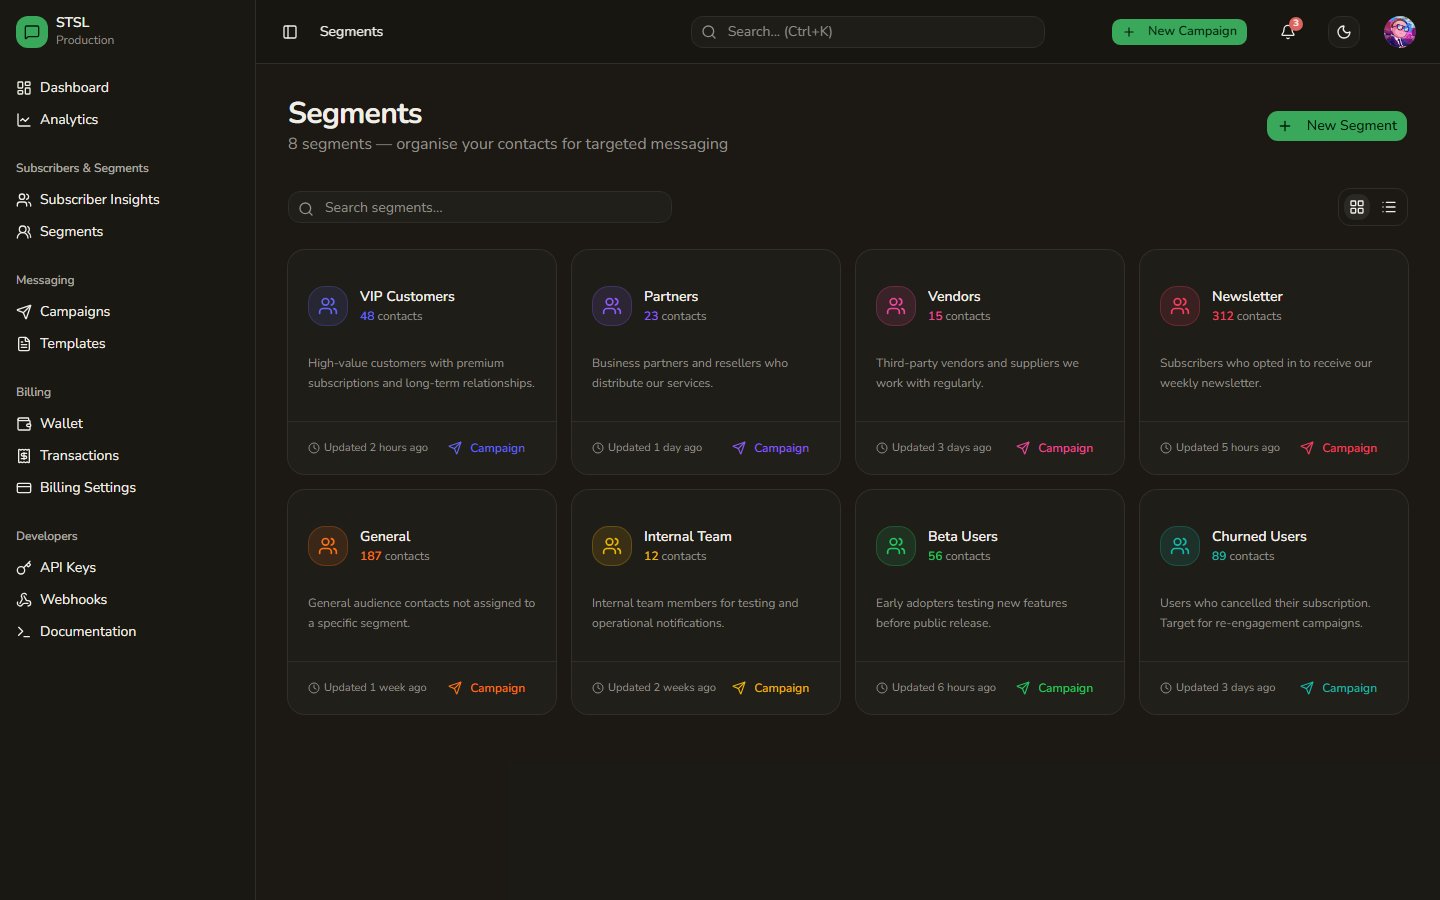 STSL
Production
Dashboard
Analytics
Subscribers & Segments
Subscriber Insights
Segments
Messaging
Campaigns
Templates
Billing
Wallet
Transactions
Billing Settings
Developers
API Keys
Webhooks
Documentation
Segments
Search... (Ctrl+K)
New Campaign
3
Segments
8 segments — organise your contacts for targeted messaging
New Segment
Search segments...
VIP Customers
48 contacts
High-value customers with premium
subscriptions and long-term relationships.
Updated 2 hours ago
Campaign
Partners
23 contacts
Business partners and resellers who
distribute our services.
Updated 1 day ago
Campaign
Vendors
15 contacts
Third-party vendors and suppliers we
work with regularly.
Updated 3 days ago
Campaign
Newsletter
312 contacts
Subscribers who opted in to receive our
weekly newsletter.
Updated 5 hours ago
Campaign
General
187 contacts
General audience contacts not assigned to
a specific segment.
Updated 1 week ago
Campaign
Internal Team
12 contacts
Internal team members for testing and
operational notifications.
Updated 2 weeks ago
Campaign
Beta Users
56 contacts
Early adopters testing new features
before public release.
Updated 6 hours ago
Campaign
Churned Users
89 contacts
Users who cancelled their subscription.
Target for re-engagement campaigns.
Updated 3 days ago
Campaign